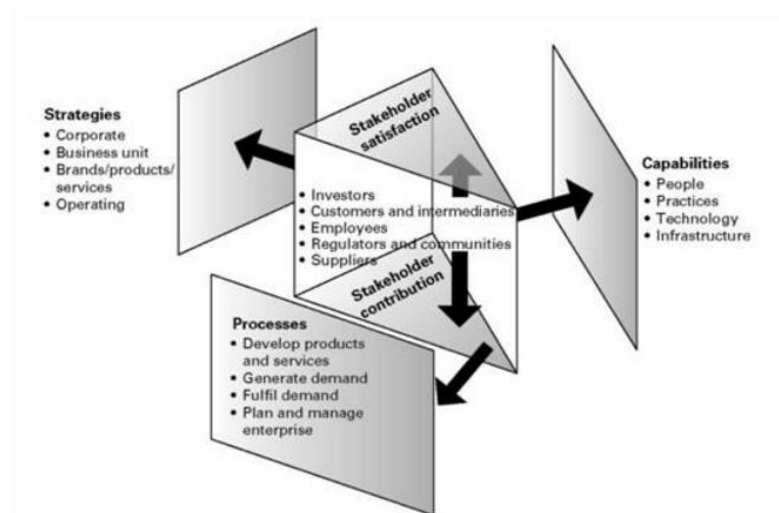 Strategies
• Corporate
• Business unit
• Brands/products/
services
• Operating
Stakeholder
satisfaction
• Investors
• Customers and intermediaries
• Employees
• Regulators and communities
• Suppliers
Stakeholder
contribution
Capabilities
• People
• Practices
• Technology
• Infrastructure
Processes
• Develop products
and services
• Generate demand
• Fulfil demand
• Plan and manage
enterprise